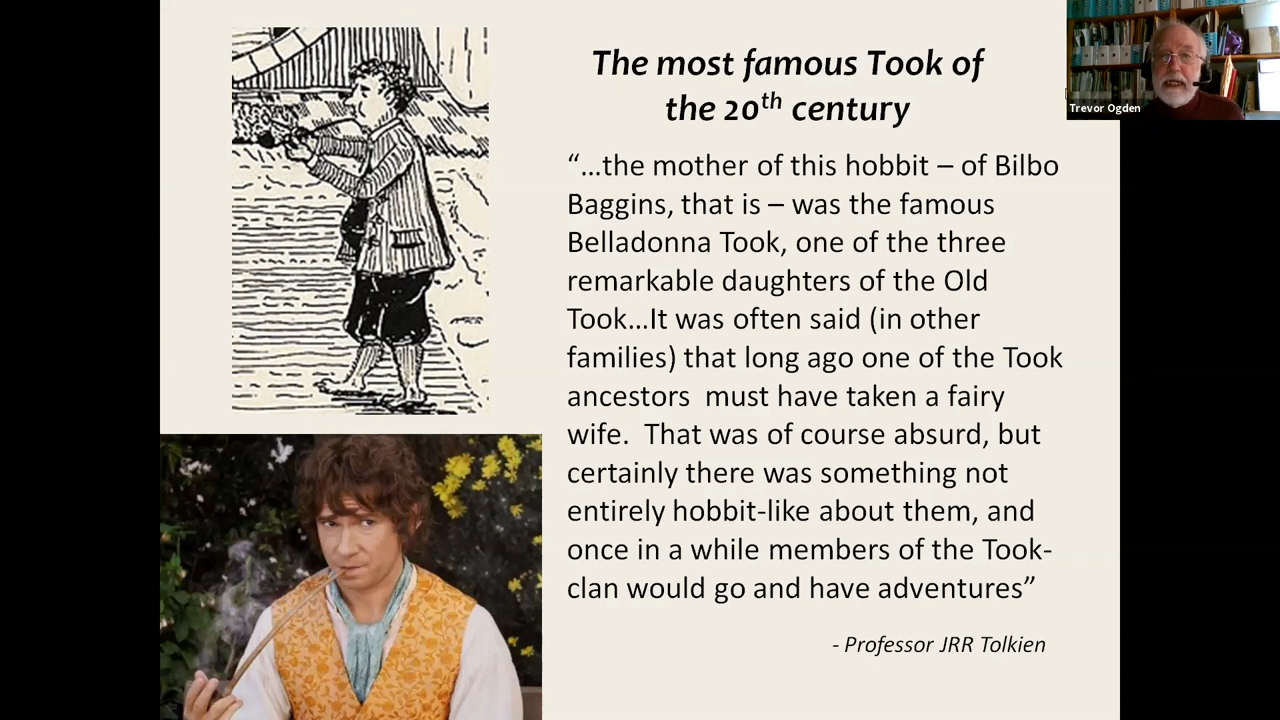 The most famous Took of
the 20th century
“...the mother of this hobbit – of Bilbo
Baggins, that is – was the famous
Belladonna Took, one of the three
remarkable daughters of the Old
Took...It was often said (in other
families) that long ago one of the Took
ancestors  must have taken a fairy
wife.  That was of course absurd, but
certainly there was something not
entirely hobbit-like about them, and
once in a while members of the Took-
clan would go and have adventures”
- Professor JRR Tolkien
Trevor Ogden